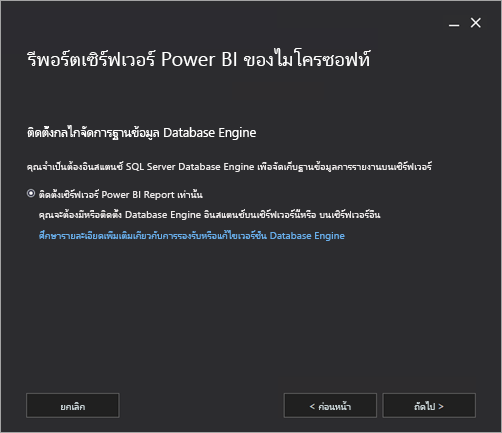 รีพอร์ตเซิร์ฟเวอร์ Power BI ของไมโครซอฟท์
ติดตั้งกลไกจัดการฐานข้อมูล Database Engine
คุณจำเป็นต้องอินสแตนซ์ SQL Server Database Engine เพื่อจัดเก็บฐานข้อมูลการรายงานบนเซิร์ฟเวอร์
ติดตั้งเซิร์ฟเวอร์ Power BI Report เท่านั้น
คุณจะต้องมีหรือติดตั้ง Database Engine อินสแตนซ์บนเซิร์ฟเวอร์นี้หรือ บนเซิร์ฟเวอร์อื่น
ศึกษารายละเอียดเพิ่มเติมเกี่ยวกับการรองรับหรือแก้ไขเวอร์ชัน Database Engine
ยกเลิก
< ก่อนหน้า
ถัดไป >